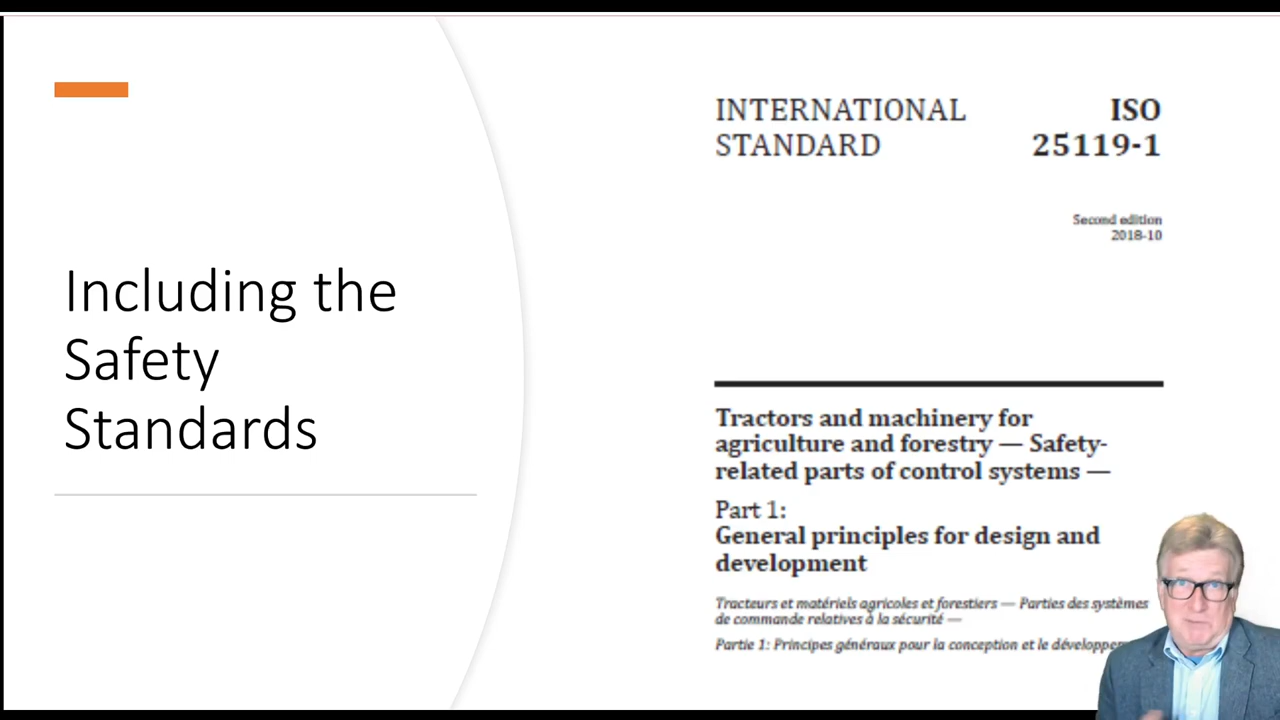 Including the
Safety
Standards
INTERNATIONAL
STANDARD
ISO
25119-1
Second edition
2018-10
Tractors and machinery for
agriculture and forestry — Safety-
related parts of control systems —
Part 1:
General principles for design and
development
Tracteurs et matériels agricoles et forestiers — Parties des systèmes
de commande relatives à la sécurité —
Partie 1: Principes généraux pour la conception et le